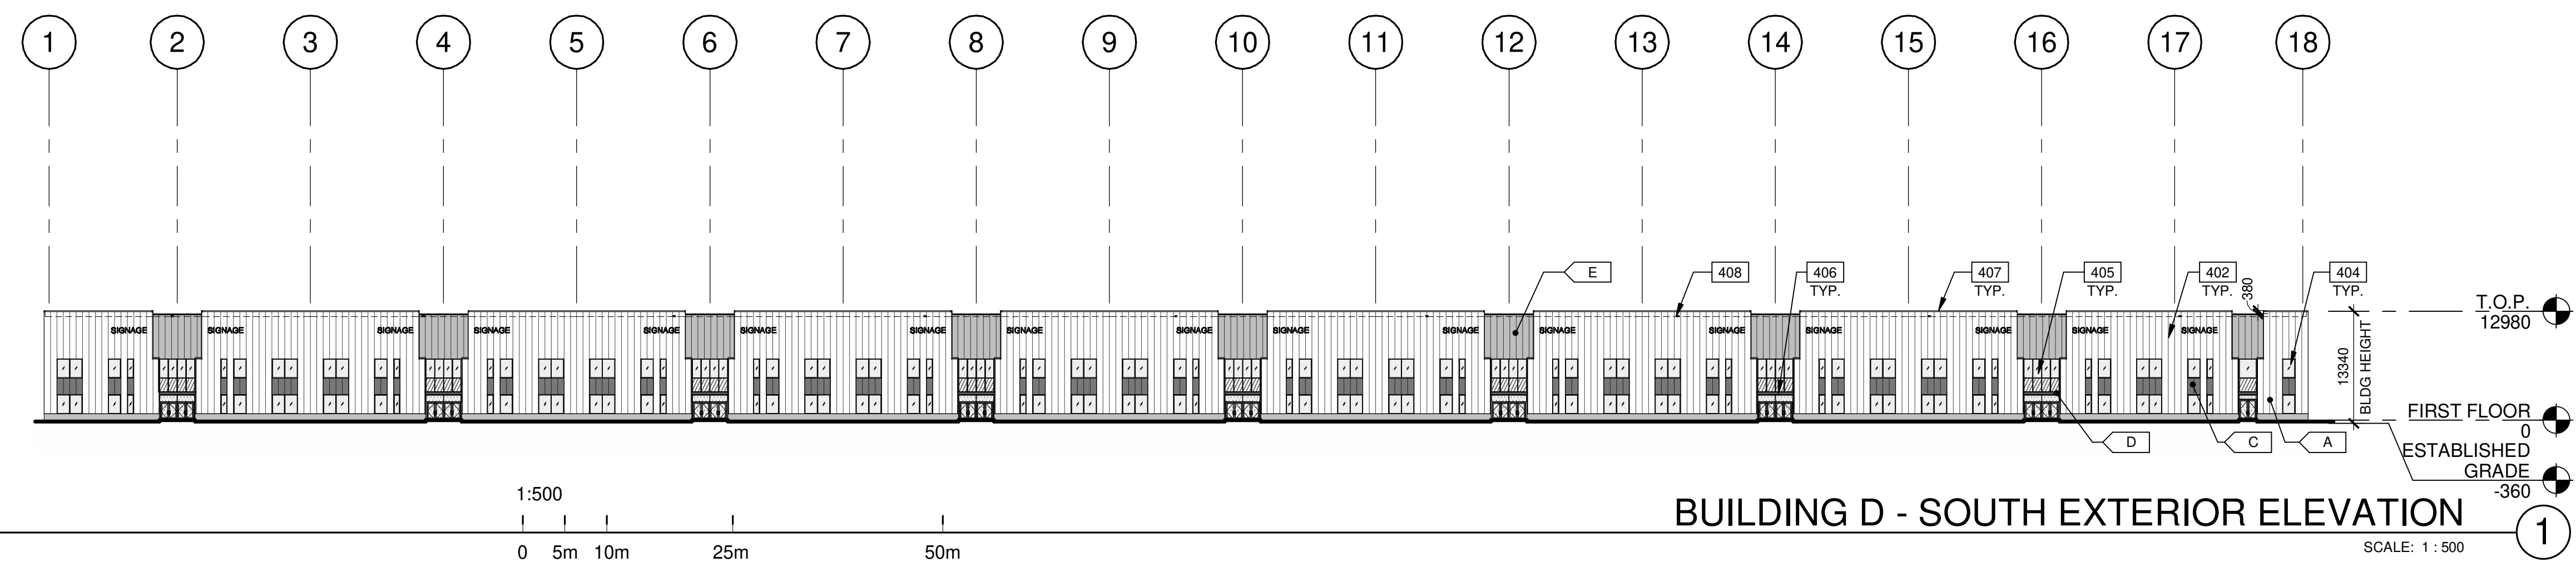 1 2 3 4 5 6 7 8 9 10 11 12 13 14 15 16 17 18
E 408 406 407 405 402 404
TYP. TYP. TYP. TYP. TYP.
380
T.O.P.
12980
SIGNAGE SIGNAGE SIGNAGE SIGNAGE SIGNAGE SIGNAGE SIGNAGE SIGNAGE SIGNAGE SIGNAGE SIGNAGE SIGNAGE SIGNAGE SIGNAGE SIGNAGE SIGNAGE
13340
BLDG HEIGHT
FIRST FLOOR
0
D C A
ESTABLISHED
GRADE
-360
1:500
0 5m 10m 25m 50m
BUILDING D - SOUTH EXTERIOR ELEVATION
1
SCALE: 1 : 500